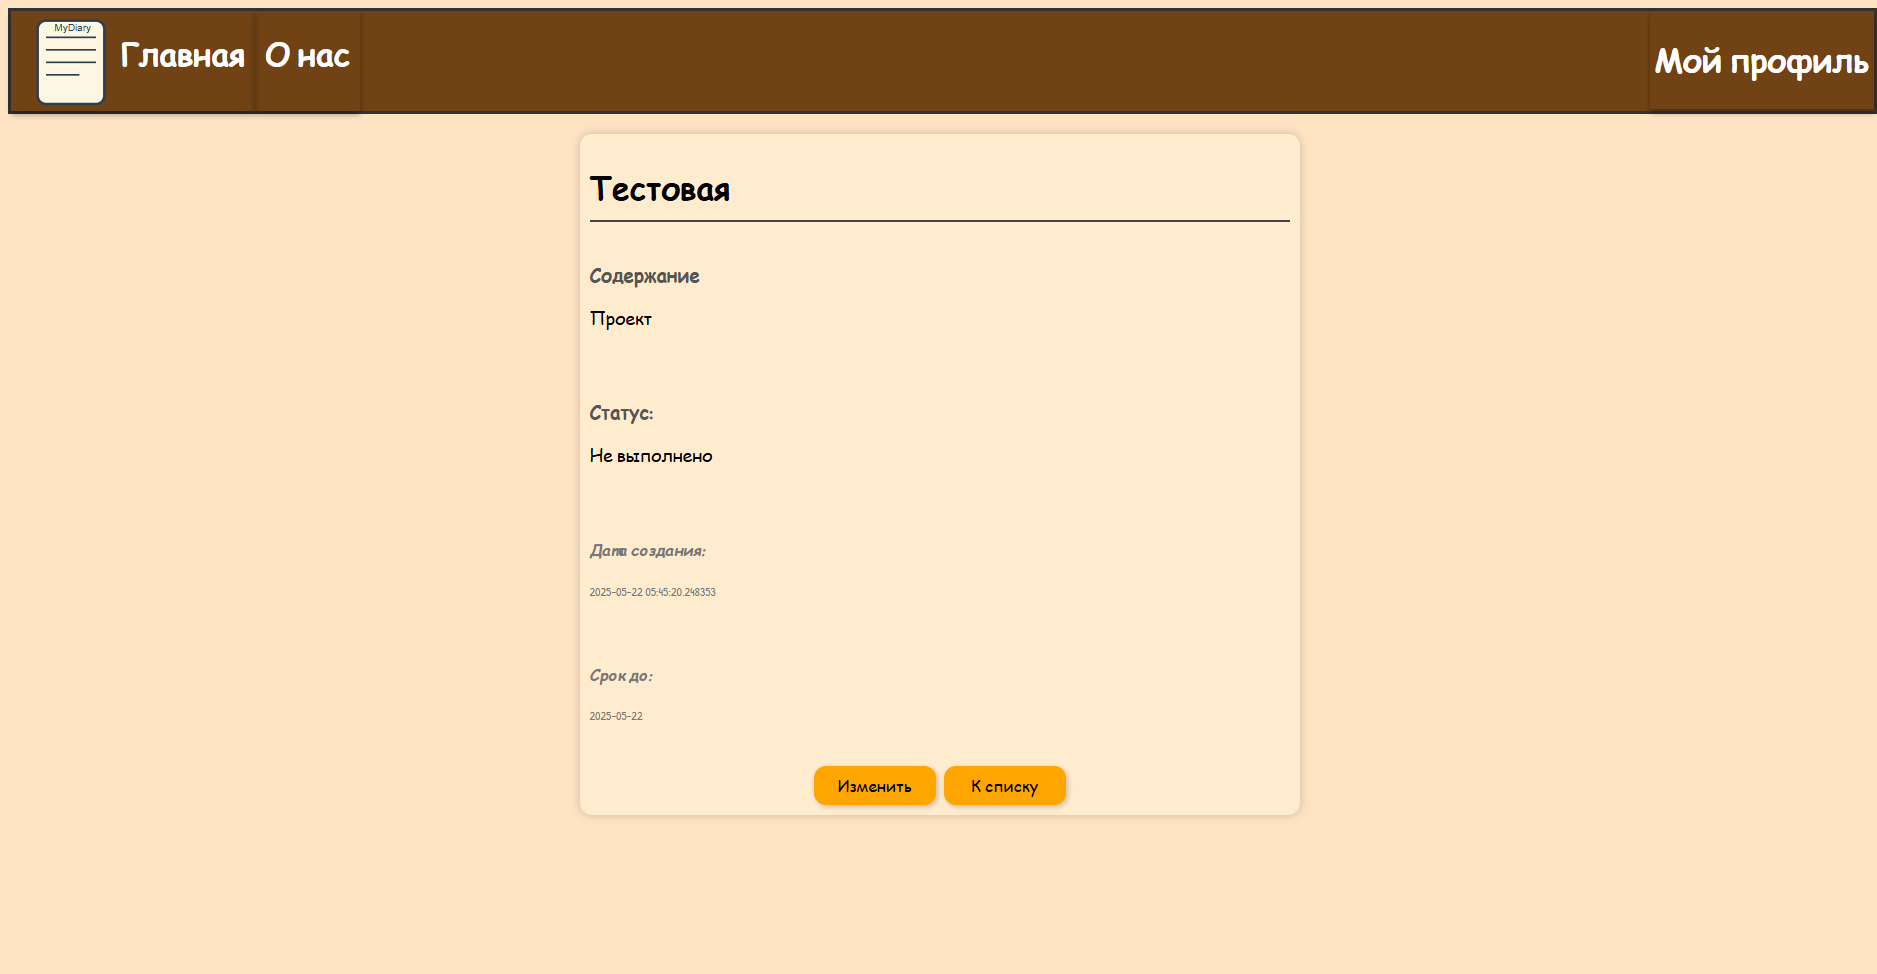 MyDiary
Главная
О нас
Мой профиль
Тестовая
Содержание
Проект
Статус:
Не выполнено
Дата создания:
2025-05-22 05:45:20.248353
Срок до:
2025-05-22
Изменить
К списку